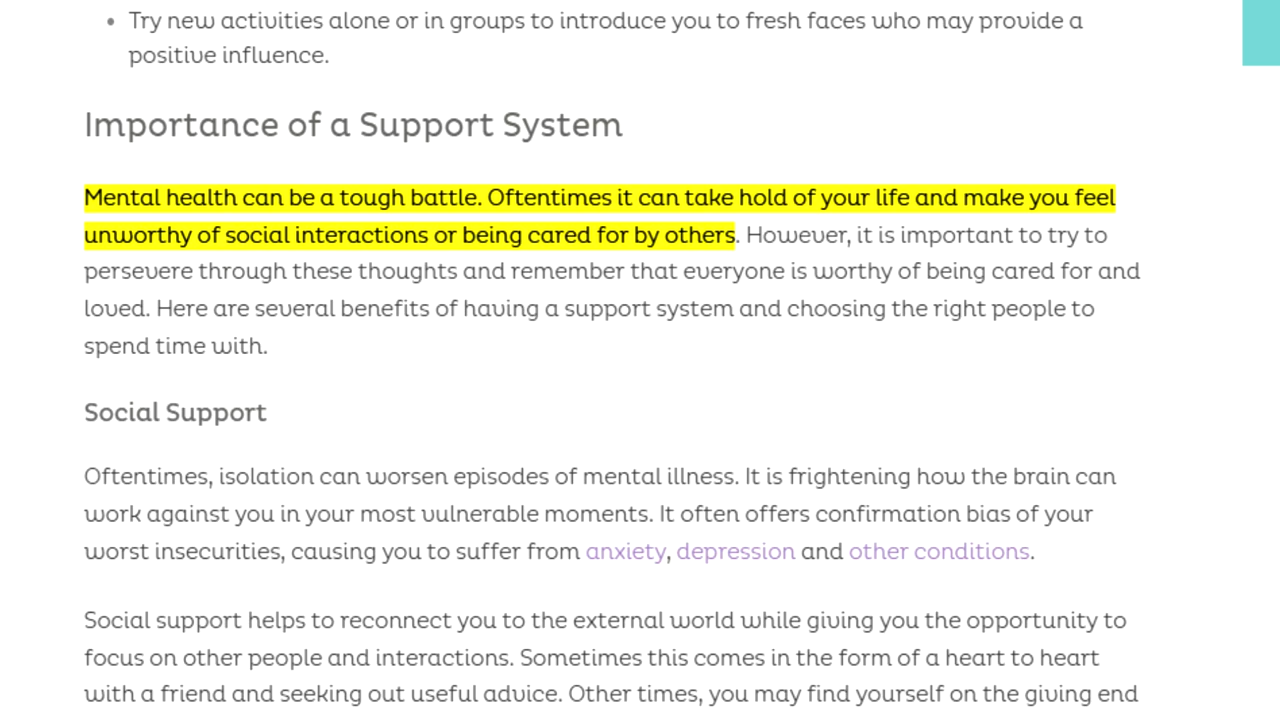 Try new activities alone or in groups to introduce you to fresh faces who may provide a
positive influence.
Importance of a Support System
Mental health can be a tough battle. Oftentimes it can take hold of your life and make you feel
unworthy of social interactions or being cared for by others. However, it is important to try to
persevere through these thoughts and remember that everyone is worthy of being cared for and
loved. Here are several benefits of having a support system and choosing the right people to
spend time with.
Social Support
Oftentimes, isolation can worsen episodes of mental illness. It is frightening how the brain can
work against you in your most vulnerable moments. It often offers confirmation bias of your
worst insecurities, causing you to suffer from anxiety, depression and other conditions.
Social support helps to reconnect you to the external world while giving you the opportunity to
focus on other people and interactions. Sometimes this comes in the form of a heart to heart
with a friend and seeking out useful advice. Other times, you may find yourself on the giving end